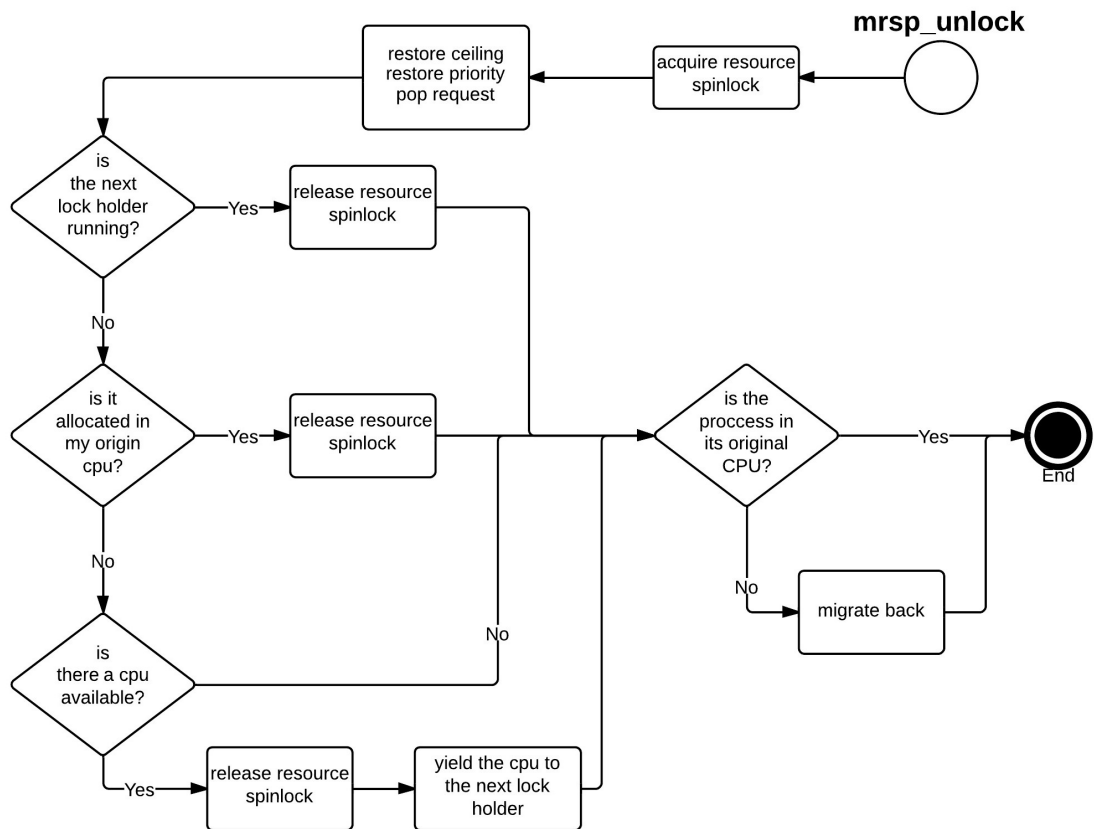 mrsp_unlock
acquire resource
spinlock
restore ceiling
restore priority
pop request
is
the next
lock holder
running?
Yes
release resource
spinlock
No
is it
allocated in
my origin
cpu?
Yes
release resource
spinlock
is the
proccess in
its original
CPU?
Yes
End
No
migrate back
No
is
there a cpu
available?
No
Yes
release resource
spinlock
yield the cpu to
the next lock
holder